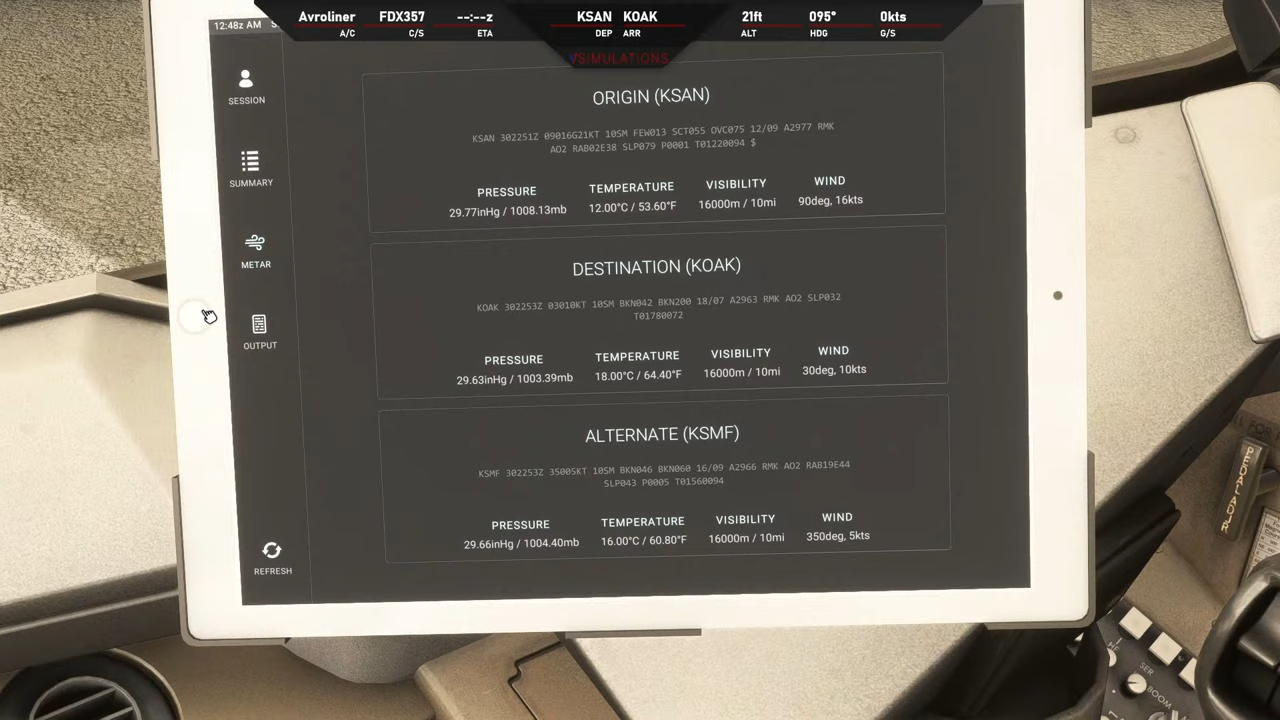 Avroliner FDX357 --:--z KSAN KOAK 21ft 095° 0kts
A/C C/S ETA DEP ARR ALT HDG G/S
VSIMULATIONS
12:48z AM
SESSION
SUMMARY
METAR
OUTPUT
REFRESH
ORIGIN (KSAN)
KSAN 302251Z 09016G21KT 10SM FEW013 SCT055 OVC075 12/09 A2977 RMK
AO2 RAB02E38 SLP079 P0001 T01220094 $
PRESSURE TEMPERATURE VISIBILITY WIND
29.77inHg / 1008.13mb 12.00°C / 53.60°F 16000m / 10mi 90deg, 16kts
DESTINATION (KOAK)
KOAK 302253Z 03010KT 10SM BKN042 BKN200 18/07 A2963 RMK AO2 SLP032
T01780072
PRESSURE TEMPERATURE VISIBILITY WIND
29.63inHg / 1003.39mb 18.00°C / 64.40°F 16000m / 10mi 30deg, 10kts
ALTERNATE (KSMF)
KSMF 302253Z 35005KT 10SM BKN046 BKN060 16/09 A2966 RMK AO2 RAB19E44
SLP043 P0005 T01560094
PRESSURE TEMPERATURE VISIBILITY WIND
29.66inHg / 1004.40mb 16.00°C / 60.80°F 16000m / 10mi 350deg, 5kts
PEDAL ADJ
SER
BOOM